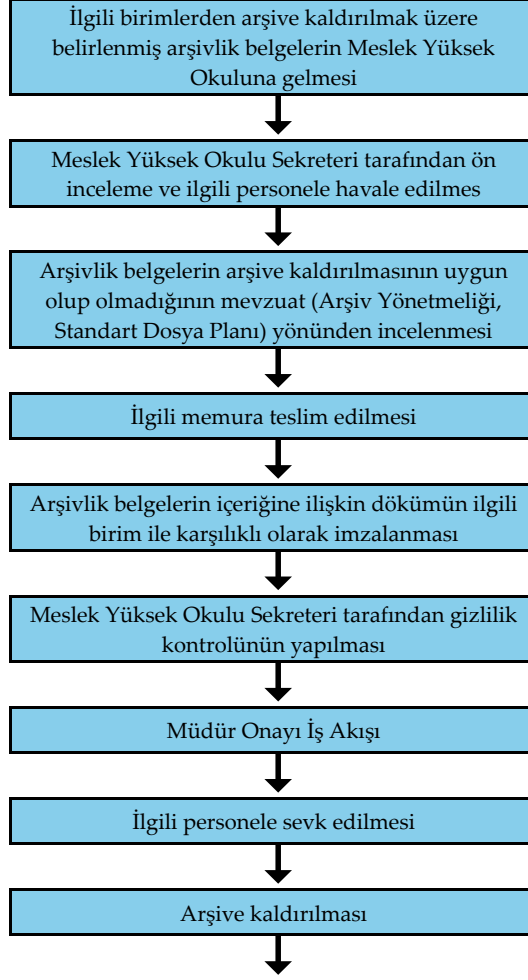 İlgili birimlerden arşive kaldırılmak üzere
belirlenmiş arşivlik belgelerin Meslek Yüksek
Okuluna gelmesi
Meslek Yüksek Okulu Sekreteri tarafından ön
inceleme ve ilgili personele havale edilmes
Arşivlik belgelerin arşive kaldırılmasının uygun
olup olmadığının mevzuat (Arşiv Yönetmeliği,
Standart Dosya Planı) yönünden incelenmesi
İlgili memura teslim edilmesi
Arşivlik belgelerin içeriğine ilişkin dökümün ilgili
birim ile karşılıklı olarak imzalanması
Meslek Yüksek Okulu Sekreteri tarafından gizlilik
kontrolünün yapılması
Müdür Onayı İş Akışı
İlgili personele sevk edilmesi
Arşive kaldırılması